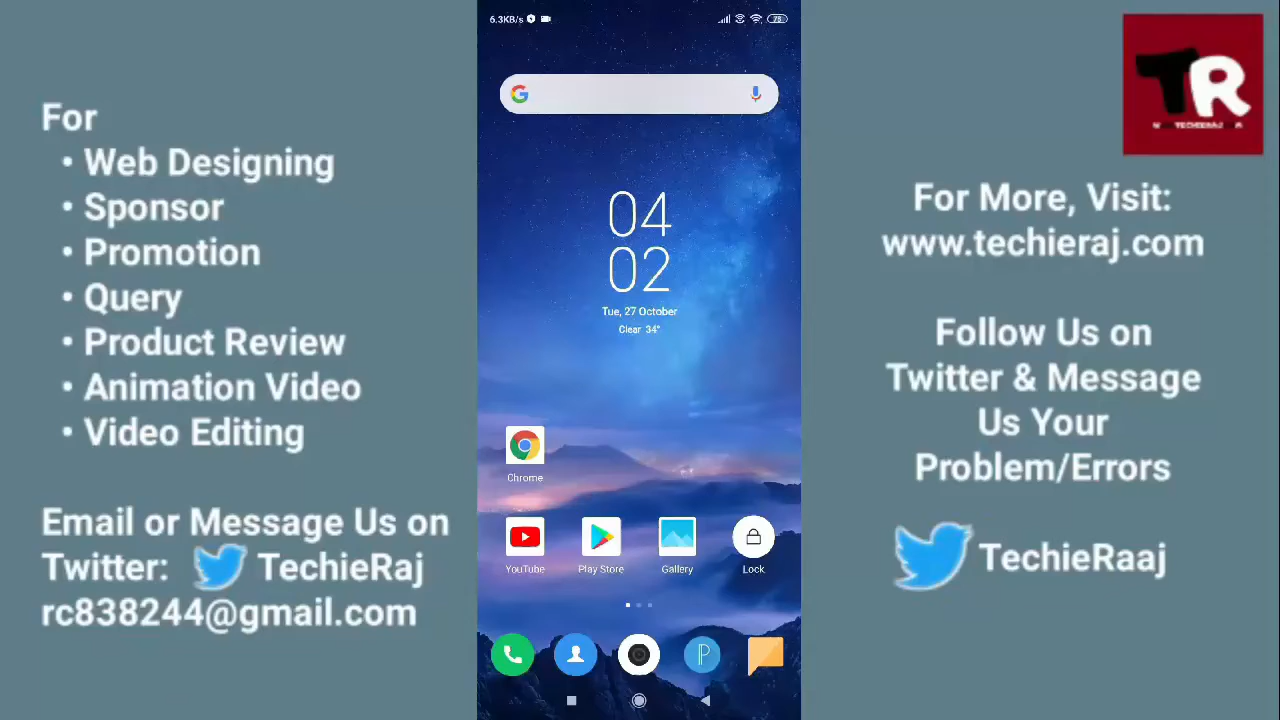 For
• Web Designing
• Sponsor
• Promotion
• Query
• Product Review
• Animation Video
• Video Editing
Email or Message Us on
Twitter: TechieRaj
rc838244@gmail.com
6.3KB/s
78
04
02
Tue, 27 October
Clear 34°
Chrome
YouTube
Play Store
Gallery
Lock
TR
For More, Visit:
www.techieraj.com
Follow Us on
Twitter & Message
Us Your
Problem/Errors
TechieRaaj